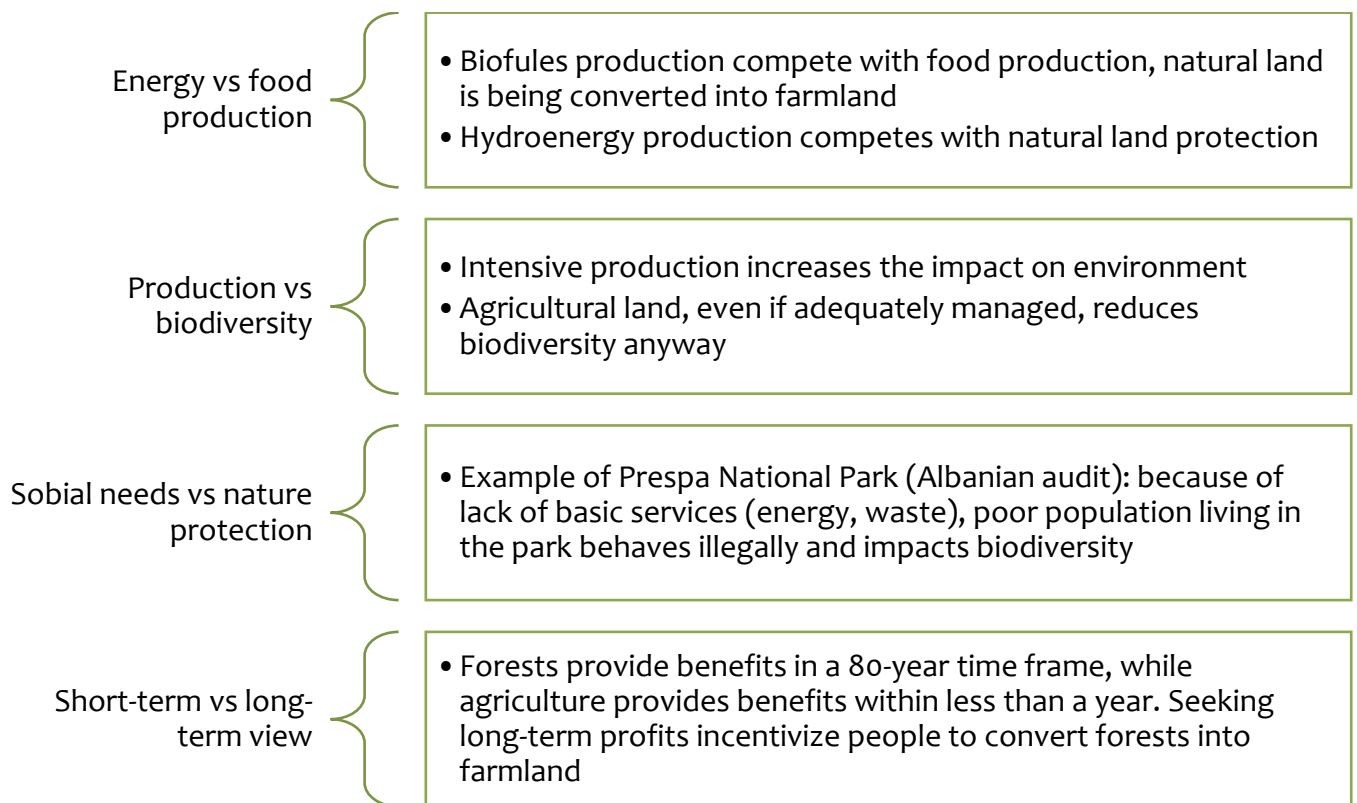 Energy vs food
production
• Biofules production compete with food production, natural land
is being converted into farmland
• Hydroenergy production competes with natural land protection
Production vs
biodiversity
• Intensive production increases the impact on environment
• Agricultural land, even if adequately managed, reduces
biodiversity anyway
Sobial needs vs nature
protection
• Example of Prespa National Park (Albanian audit): because of
lack of basic services (energy, waste), poor population living in
the park behaves illegally and impacts biodiversity
Short-term vs long-
term view
• Forests provide benefits in a 80-year time frame, while
agriculture provides benefits within less than a year. Seeking
long-term profits incentivize people to convert forests into
farmland